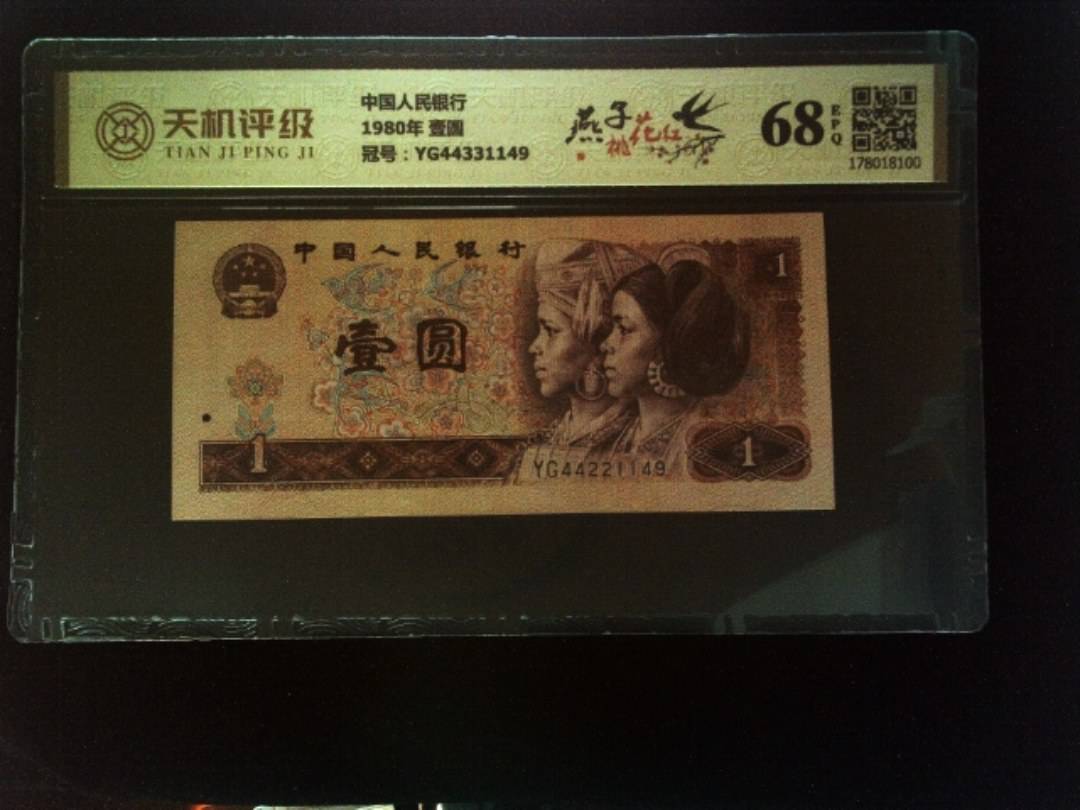 天机评级
TIAN JI PING JI
中国人民银行
1980年 壹圆
冠号：YG44331149
燕子
桃花红
68
EPQ
178018100
中国人民银行
壹圆
1
1
1
YG44221149